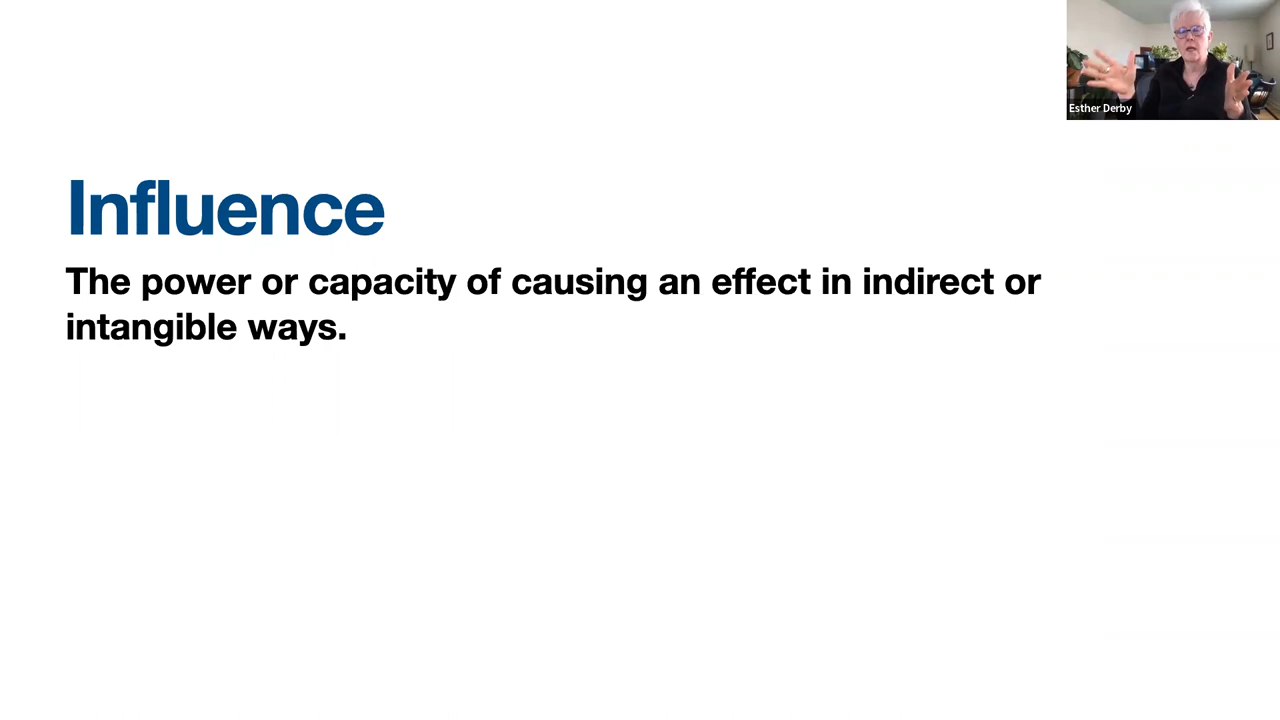 Esther Derby
Influence
The power or capacity of causing an effect in indirect or
intangible ways.